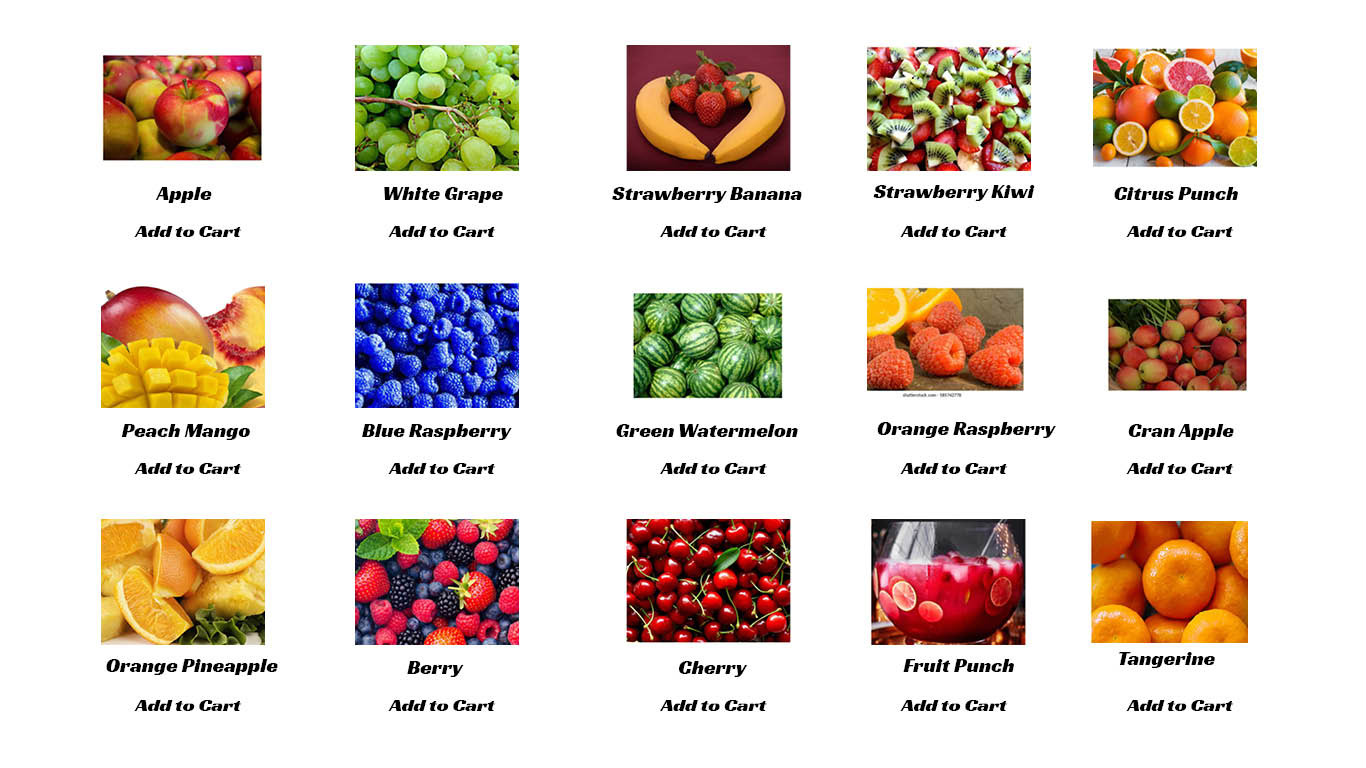 Apple
White Grape
Strawberry Banana
Strawberry Kiwi
Citrus Punch
Add to Cart
Add to Cart
Add to Cart
Add to Cart
Add to Cart
shutterstock.com · 585742778
Peach Mango
Blue Raspberry
Green Watermelon
Orange Raspberry
Cran Apple
Add to Cart
Add to Cart
Add to Cart
Add to Cart
Add to Cart
Orange Pineapple
Berry
Cherry
Fruit Punch
Tangerine
Add to Cart
Add to Cart
Add to Cart
Add to Cart
Add to Cart